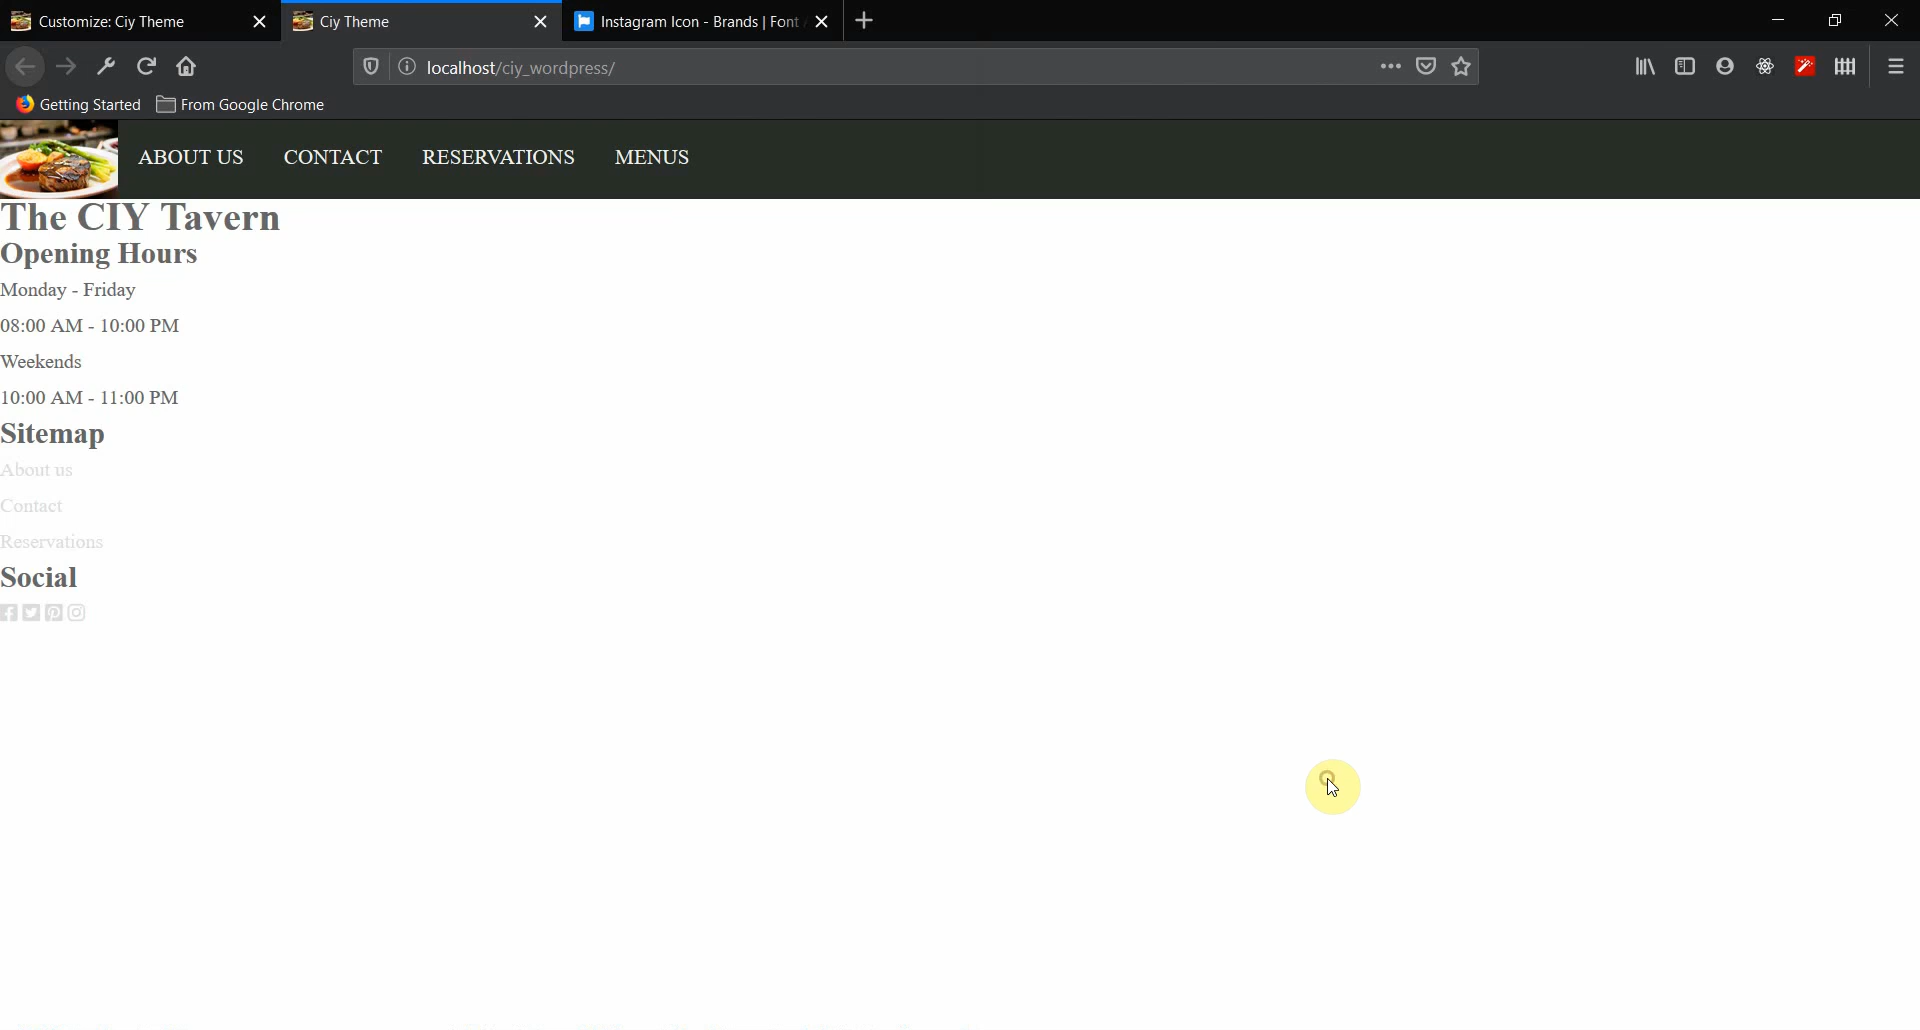 Customize: Ciy Theme
Ciy Theme
Instagram Icon - Brands | Font
localhost/ciy_wordpress/
Getting Started
From Google Chrome
ABOUT US CONTACT RESERVATIONS MENUS
The CIY Tavern
Opening Hours
Monday - Friday
08:00 AM - 10:00 PM
Weekends
10:00 AM - 11:00 PM
Sitemap
About us
Contact
Reservations
Social